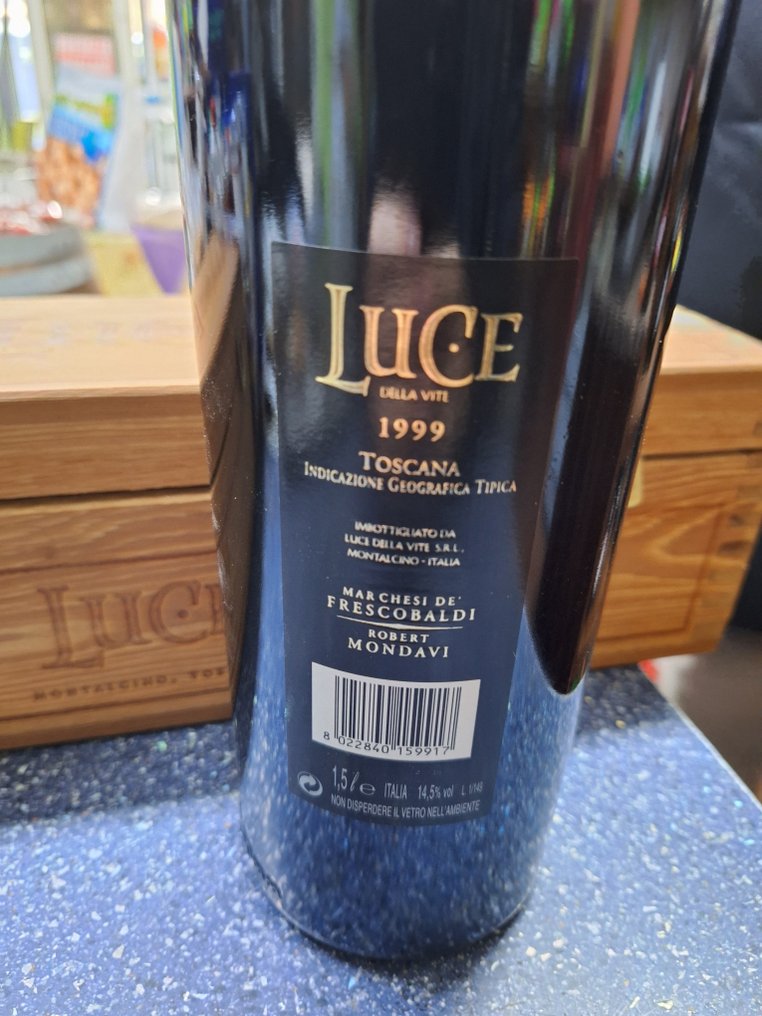 LUCE
DELLA VITE
1999
TOSCANA
INDICAZIONE GEOGRAFICA TIPICA
IMBOTTIGLIATO DA
LUCE DELLA VITE S.R.L.,
MONTALCINO - ITALIA
MARCHESI DE'
FRESCOBALDI
ROBERT
MONDAVI
8 022840 159917
1,5 l e ITALIA 14,5% vol L. 1/149
NON DISPERDERE IL VETRO NELL'AMBIENTE
LUCE
MONTALCINO, TOS